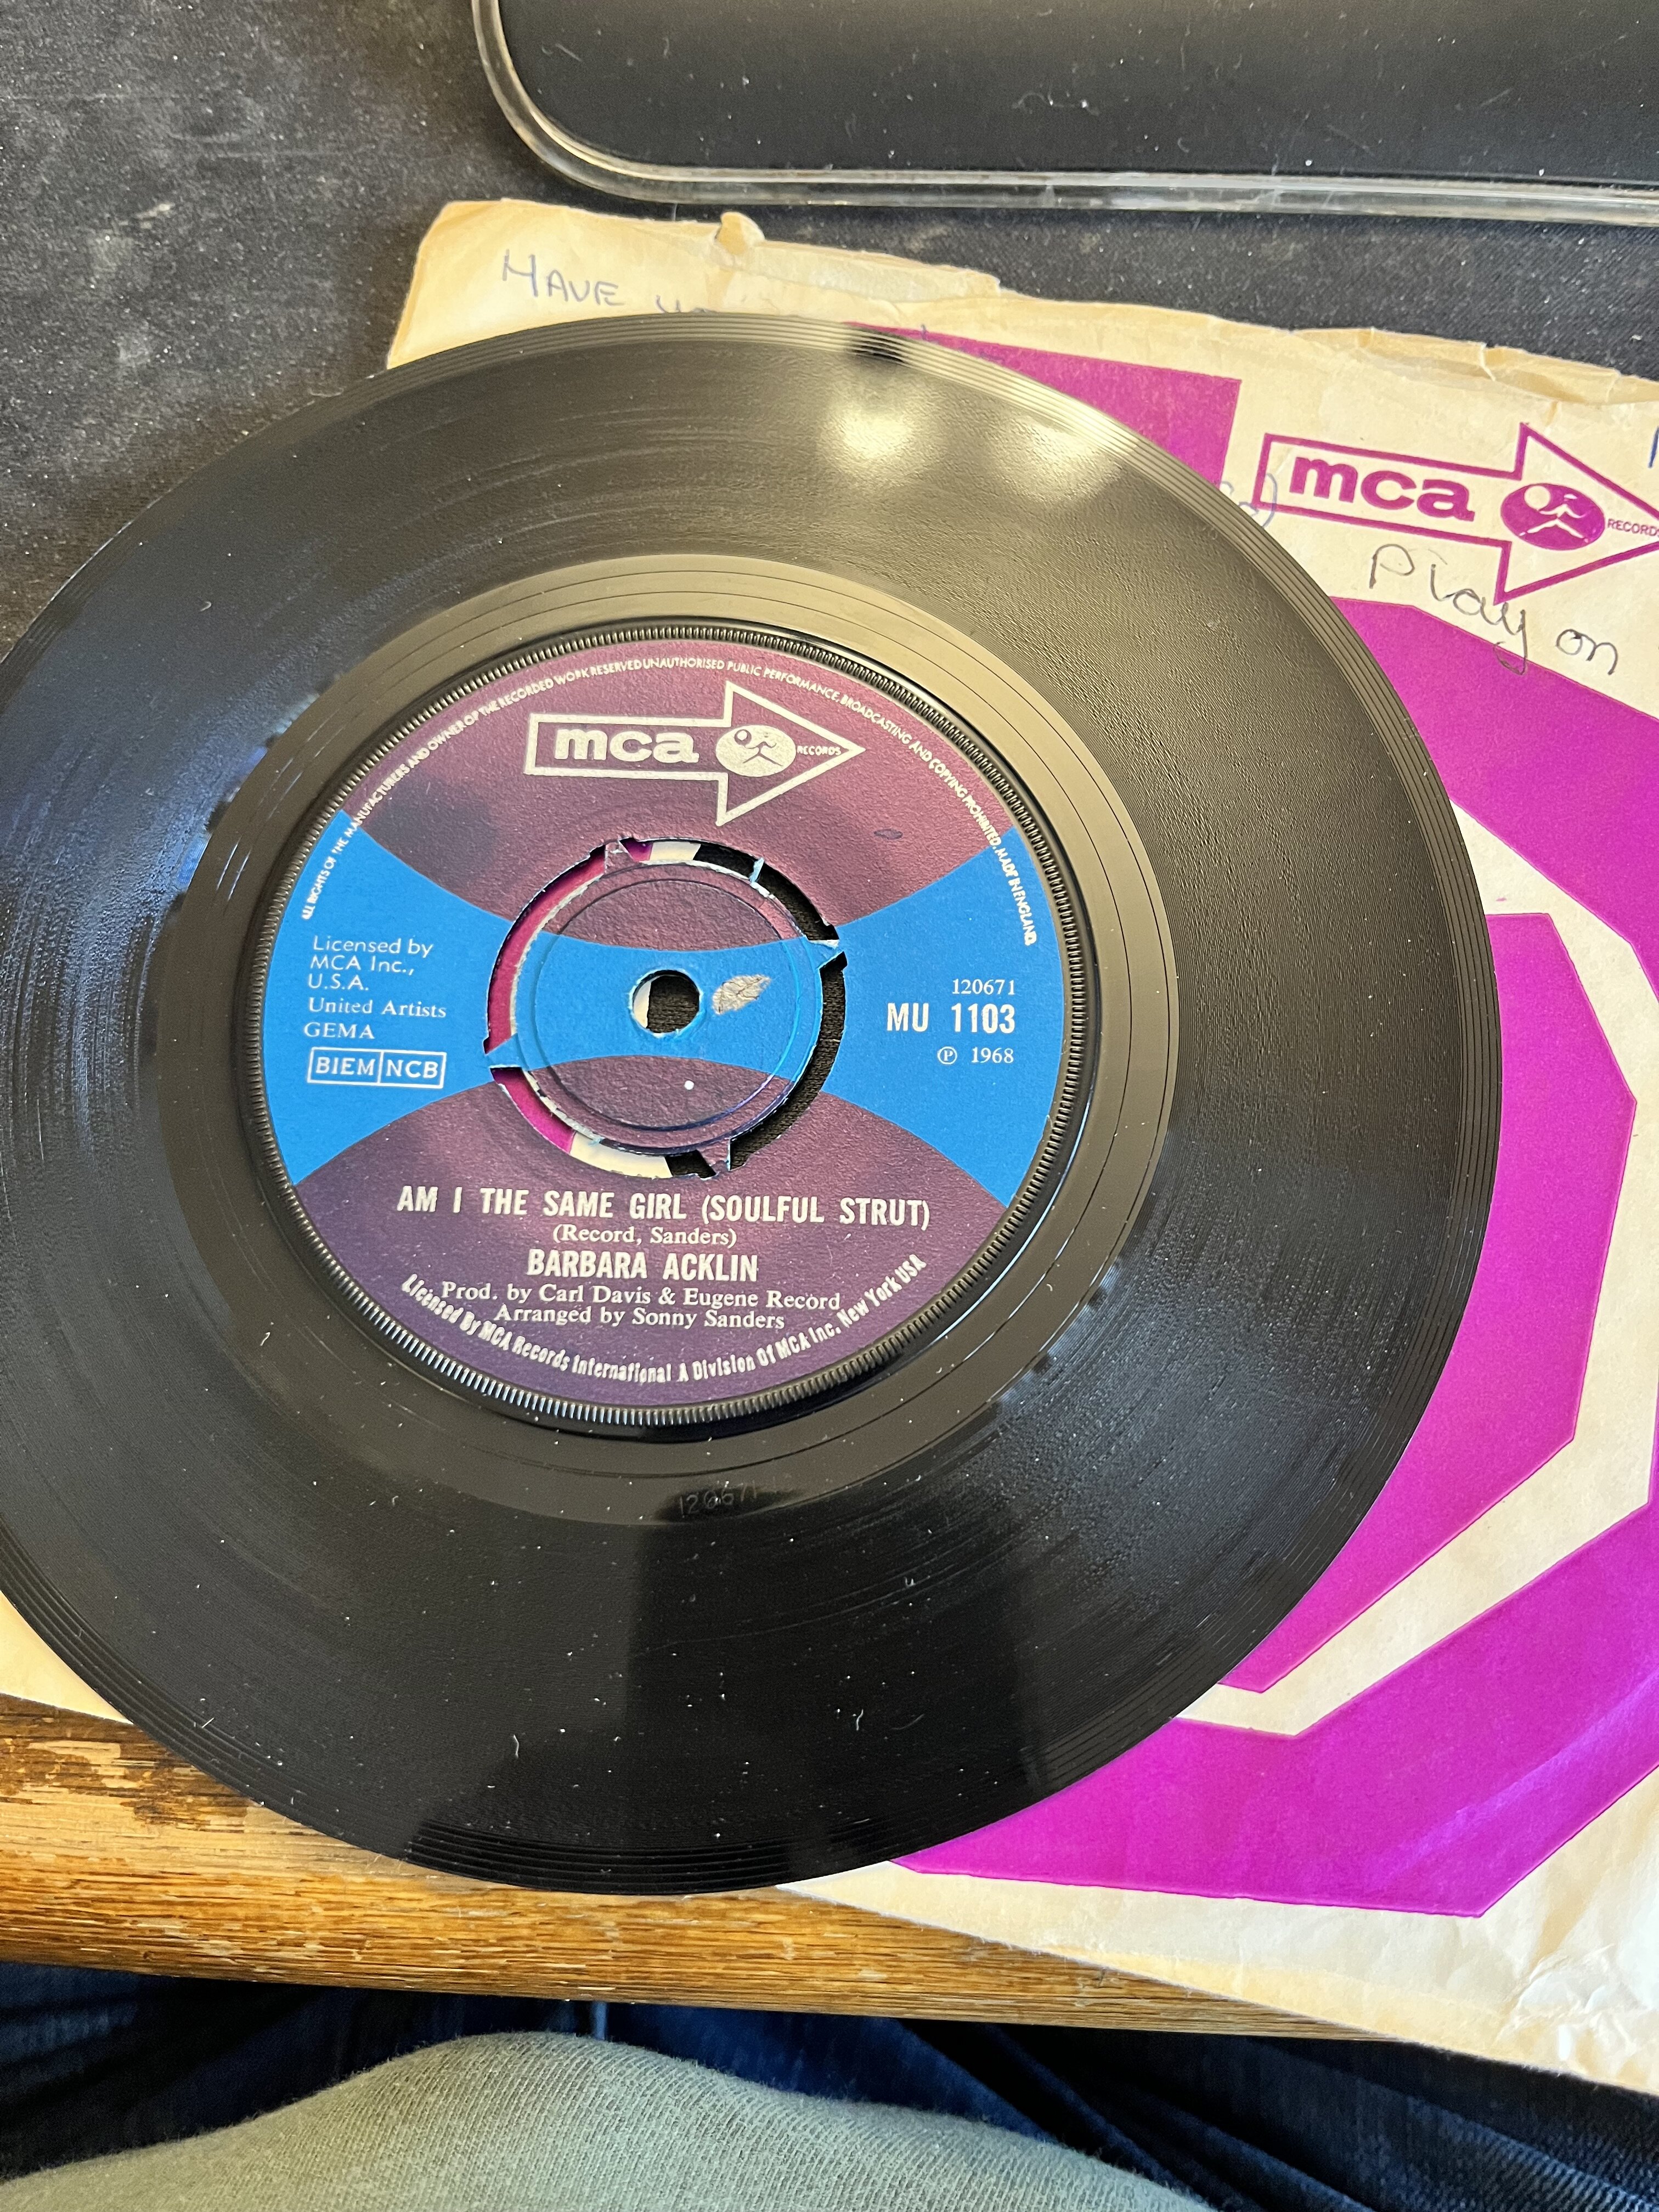 HAVE
mca RECORDS
Play on
ALL RIGHTS OF THE MANUFACTURERS AND OWNER OF THE RECORDED WORK RESERVED UNAUTHORISED PUBLIC PERFORMANCE, BROADCASTING AND COPYING PROHIBITED. MADE IN ENGLAND
mca RECORDS
Licensed by
MCA Inc.,
U.S.A.
United Artists
GEMA
BIEM NCB
120671
MU 1103
Ⓟ 1968
AM I THE SAME GIRL (SOULFUL STRUT)
(Record, Sanders)
BARBARA ACKLIN
Prod. by Carl Davis & Eugene Record
Arranged by Sonny Sanders
Licensed By MCA Records International A Division Of MCA Inc. New York USA
120671